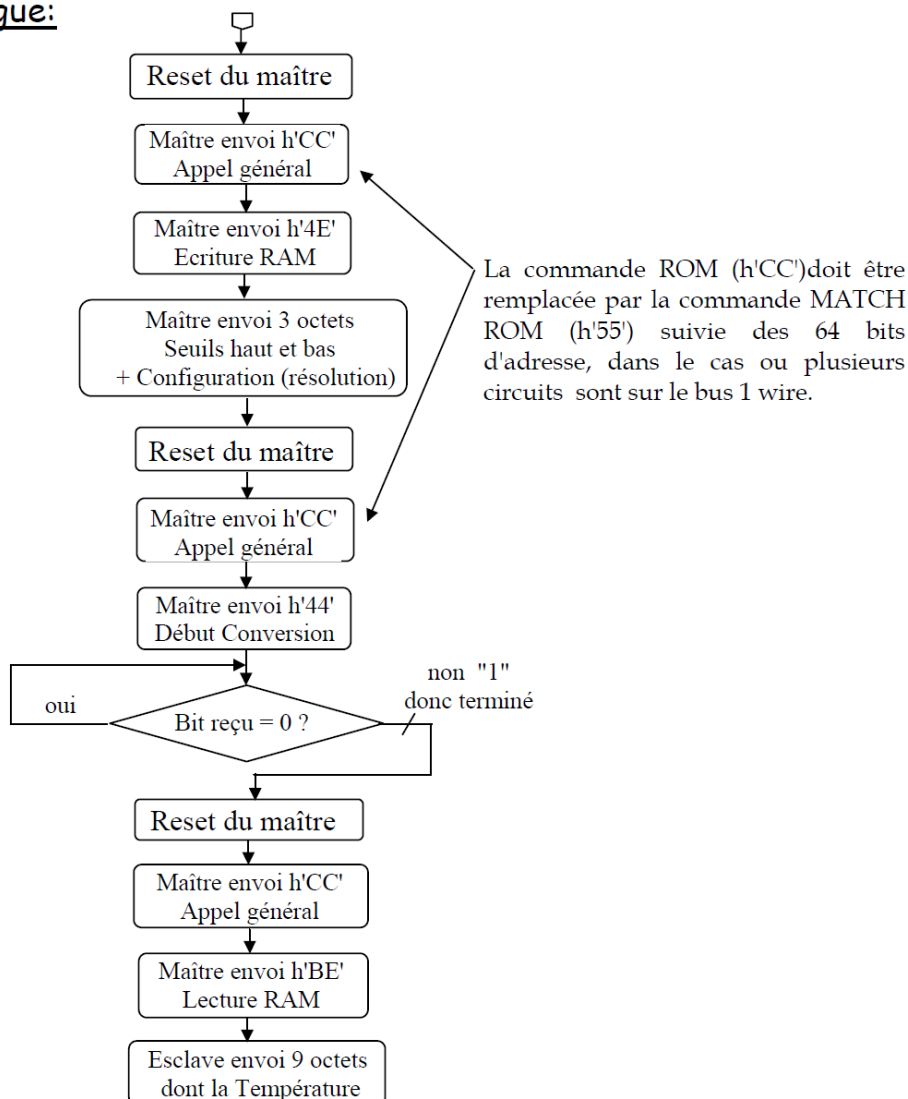 gue:
Reset du maître
Maître envoi h'CC'
Appel général
Maître envoi h'4E'
Ecriture RAM
Maître envoi 3 octets
Seuils haut et bas
+ Configuration (résolution)
La commande ROM (h'CC')doit être
remplacée par la commande MATCH
ROM (h'55') suivie des 64 bits
d'adresse, dans le cas ou plusieurs
circuits sont sur le bus 1 wire.
Reset du maître
Maître envoi h'CC'
Appel général
Maître envoi h'44'
Début Conversion
oui
Bit reçu = 0 ?
non "1"
donc terminé
Reset du maître
Maître envoi h'CC'
Appel général
Maître envoi h'BE'
Lecture RAM
Esclave envoi 9 octets
dont la Température